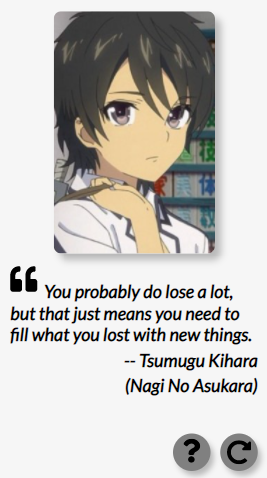 “ You probably do lose a lot,
but that just means you need to
fill what you lost with new things.
-- Tsumugu Kihara
(Nagi No Asukara)
?